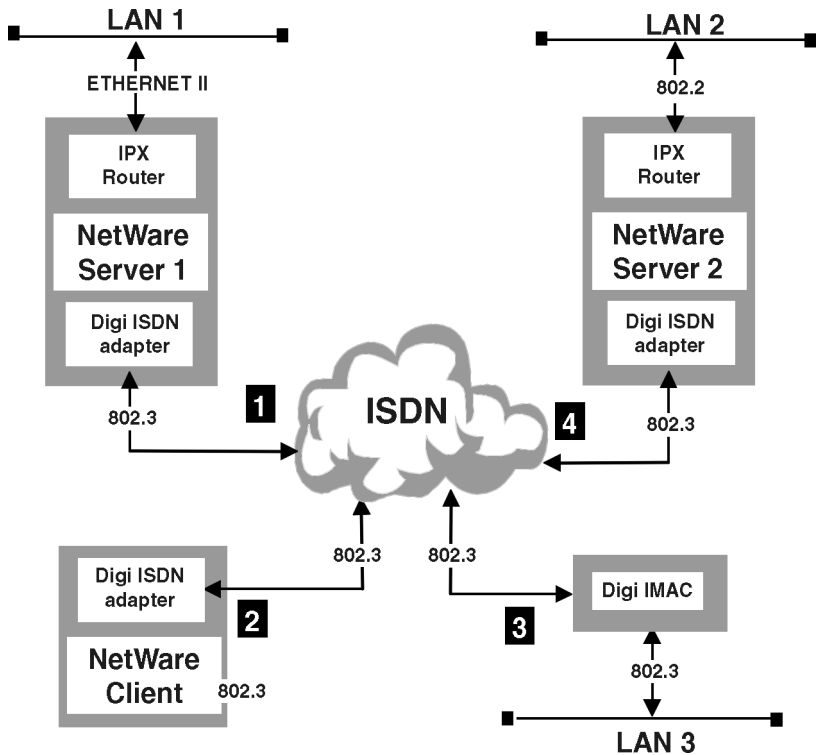 LAN 1
ETHERNET II
IPX
Router
NetWare
Server 1
Digi ISDN
adapter
802.3
1
LAN 2
802.2
IPX
Router
NetWare
Server 2
Digi ISDN
adapter
802.3
4
ISDN
802.3
802.3
Digi ISDN
adapter
2
NetWare
Client
802.3
3
Digi IMAC
802.3
LAN 3